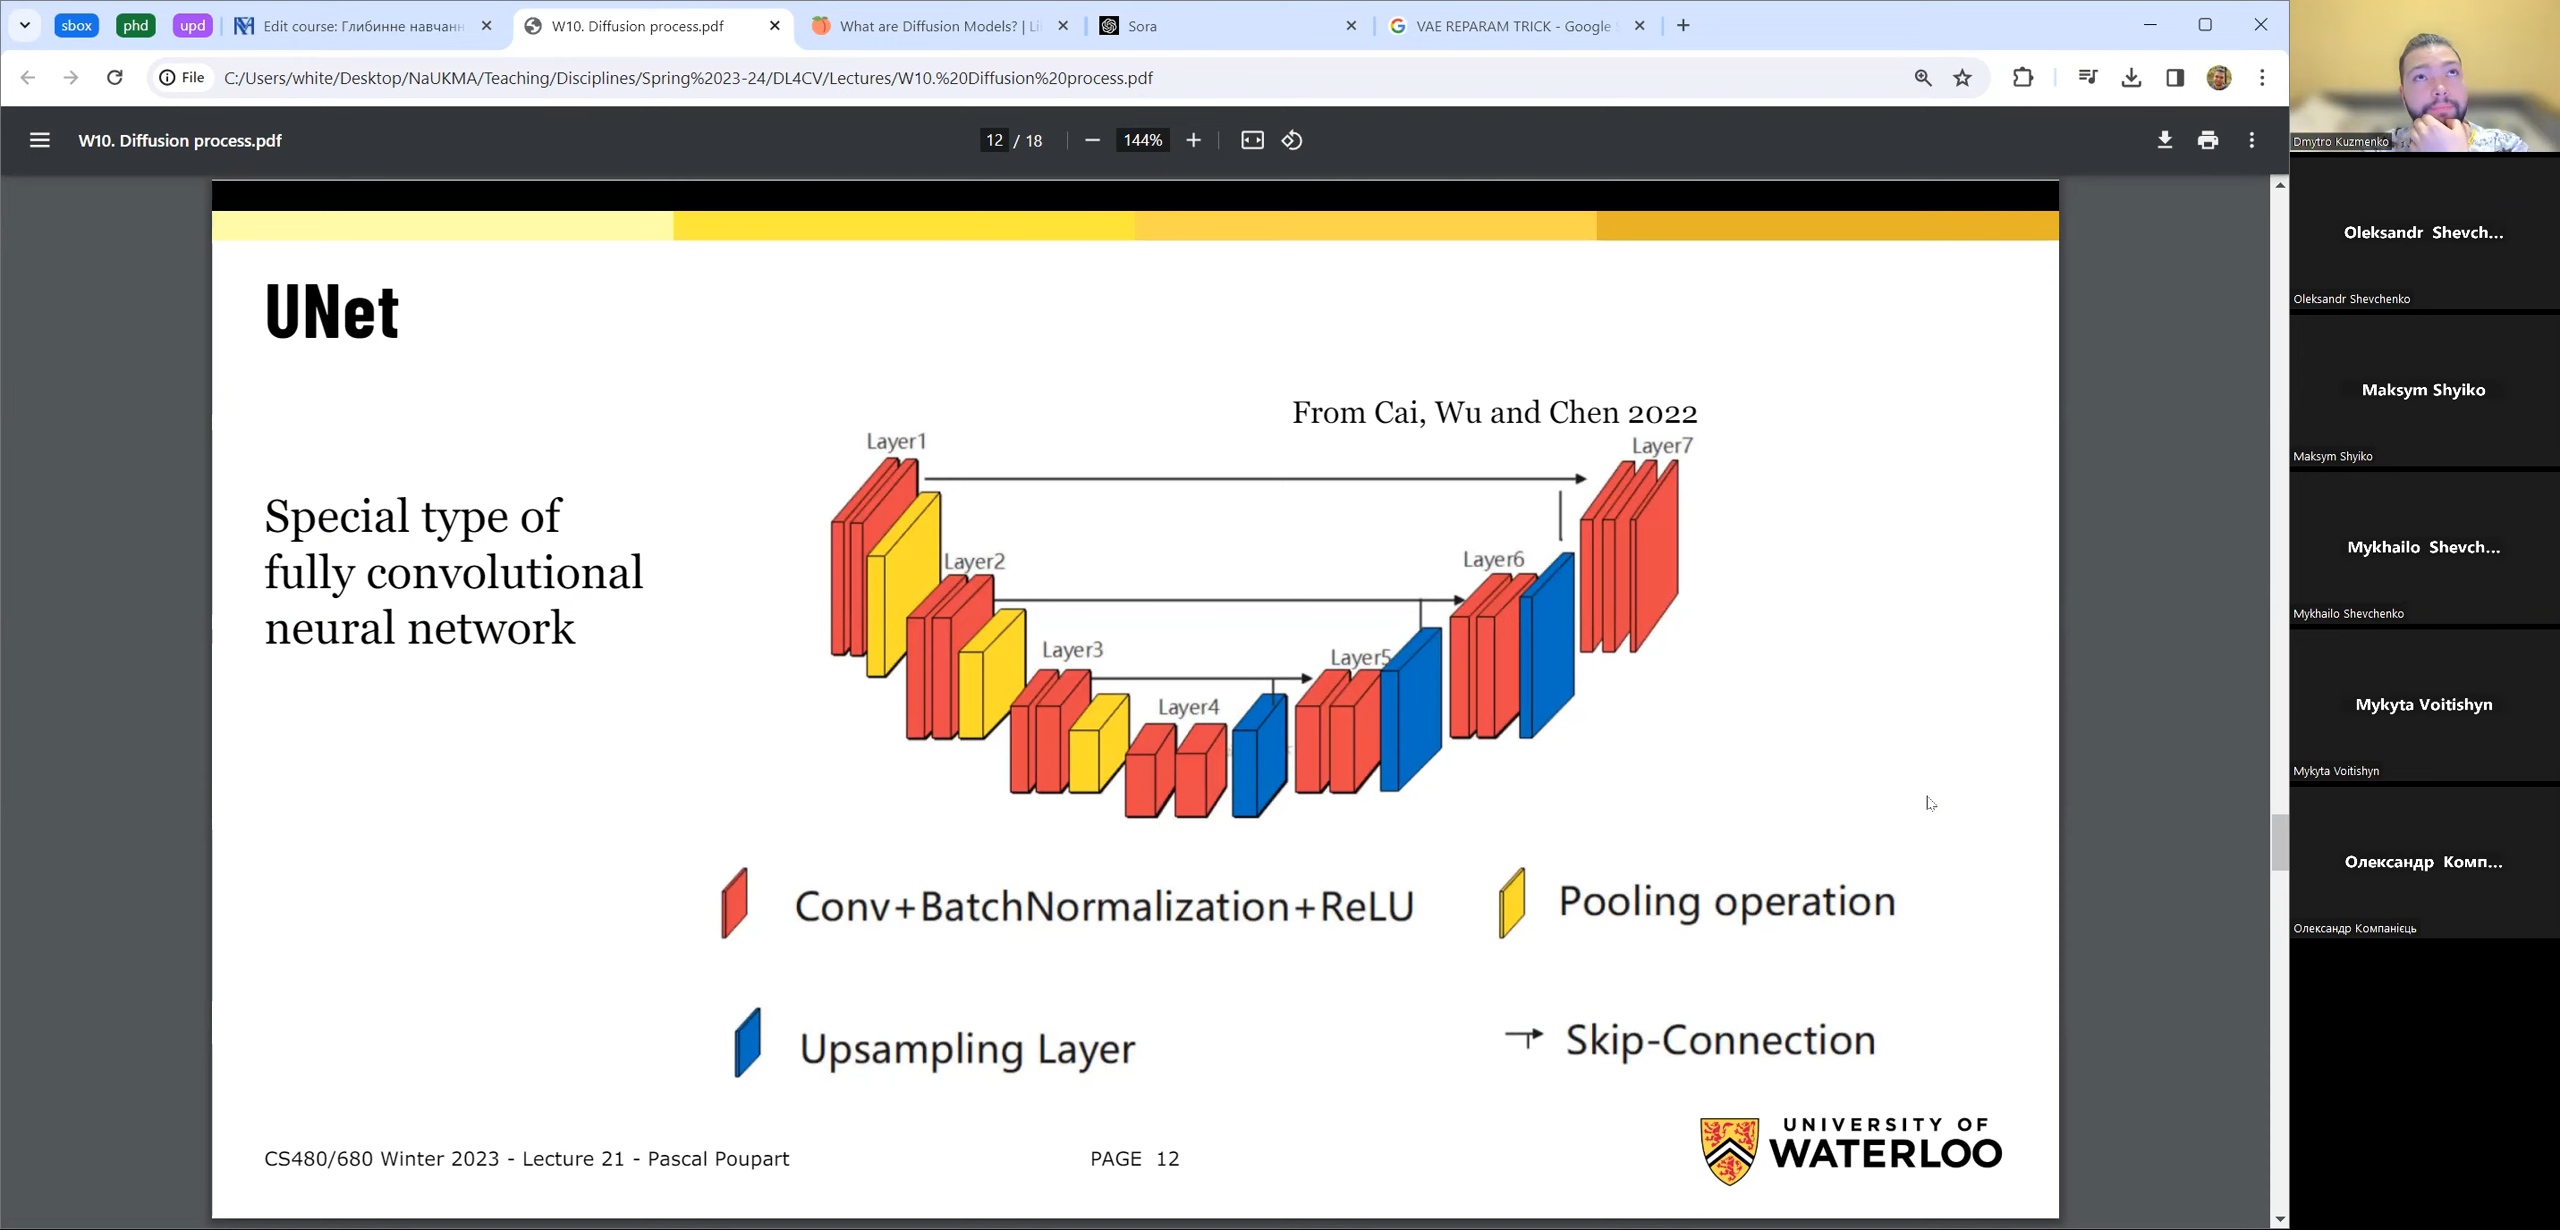 sbox
phd
upd
Edit course: Глибинне навчанн
W10. Diffusion process.pdf
What are Diffusion Models? | Li
Sora
VAE REPARAM TRICK - Google
File
C:/Users/white/Desktop/NaUKMA/Teaching/Disciplines/Spring%2023-24/DL4CV/Lectures/W10.%20Diffusion%20process.pdf
W10. Diffusion process.pdf
12 / 18
144%
UNet
From Cai, Wu and Chen 2022
Special type of
fully convolutional
neural network
Layer1
Layer2
Layer3
Layer4
Layer5
Layer6
Layer7
Conv+BatchNormalization+ReLU
Pooling operation
Upsampling Layer
Skip-Connection
CS480/680 Winter 2023 - Lecture 21 - Pascal Poupart
PAGE 12
UNIVERSITY OF
WATERLOO
Dmytro Kuzmenko
Oleksandr Shevch...
Oleksandr Shevchenko
Maksym Shyiko
Maksym Shyiko
Mykhailo Shevch...
Mykhailo Shevchenko
Mykyta Voitishyn
Mykyta Voitishyn
Олександр Комп...
Олександр Компанієць